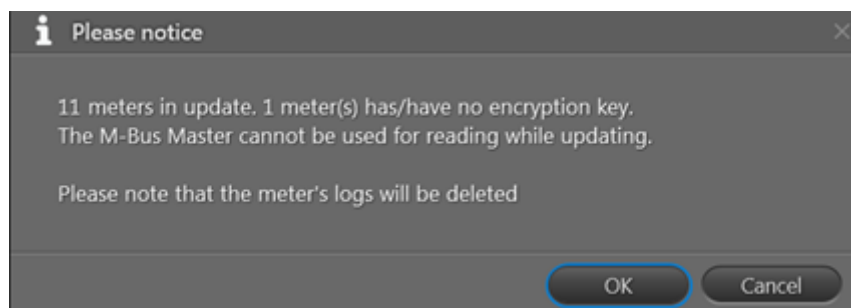 Please notice
11 meters in update. 1 meter(s) has/have no encryption key.
The M-Bus Master cannot be used for reading while updating.
Please note that the meter's logs will be deleted
OK
Cancel